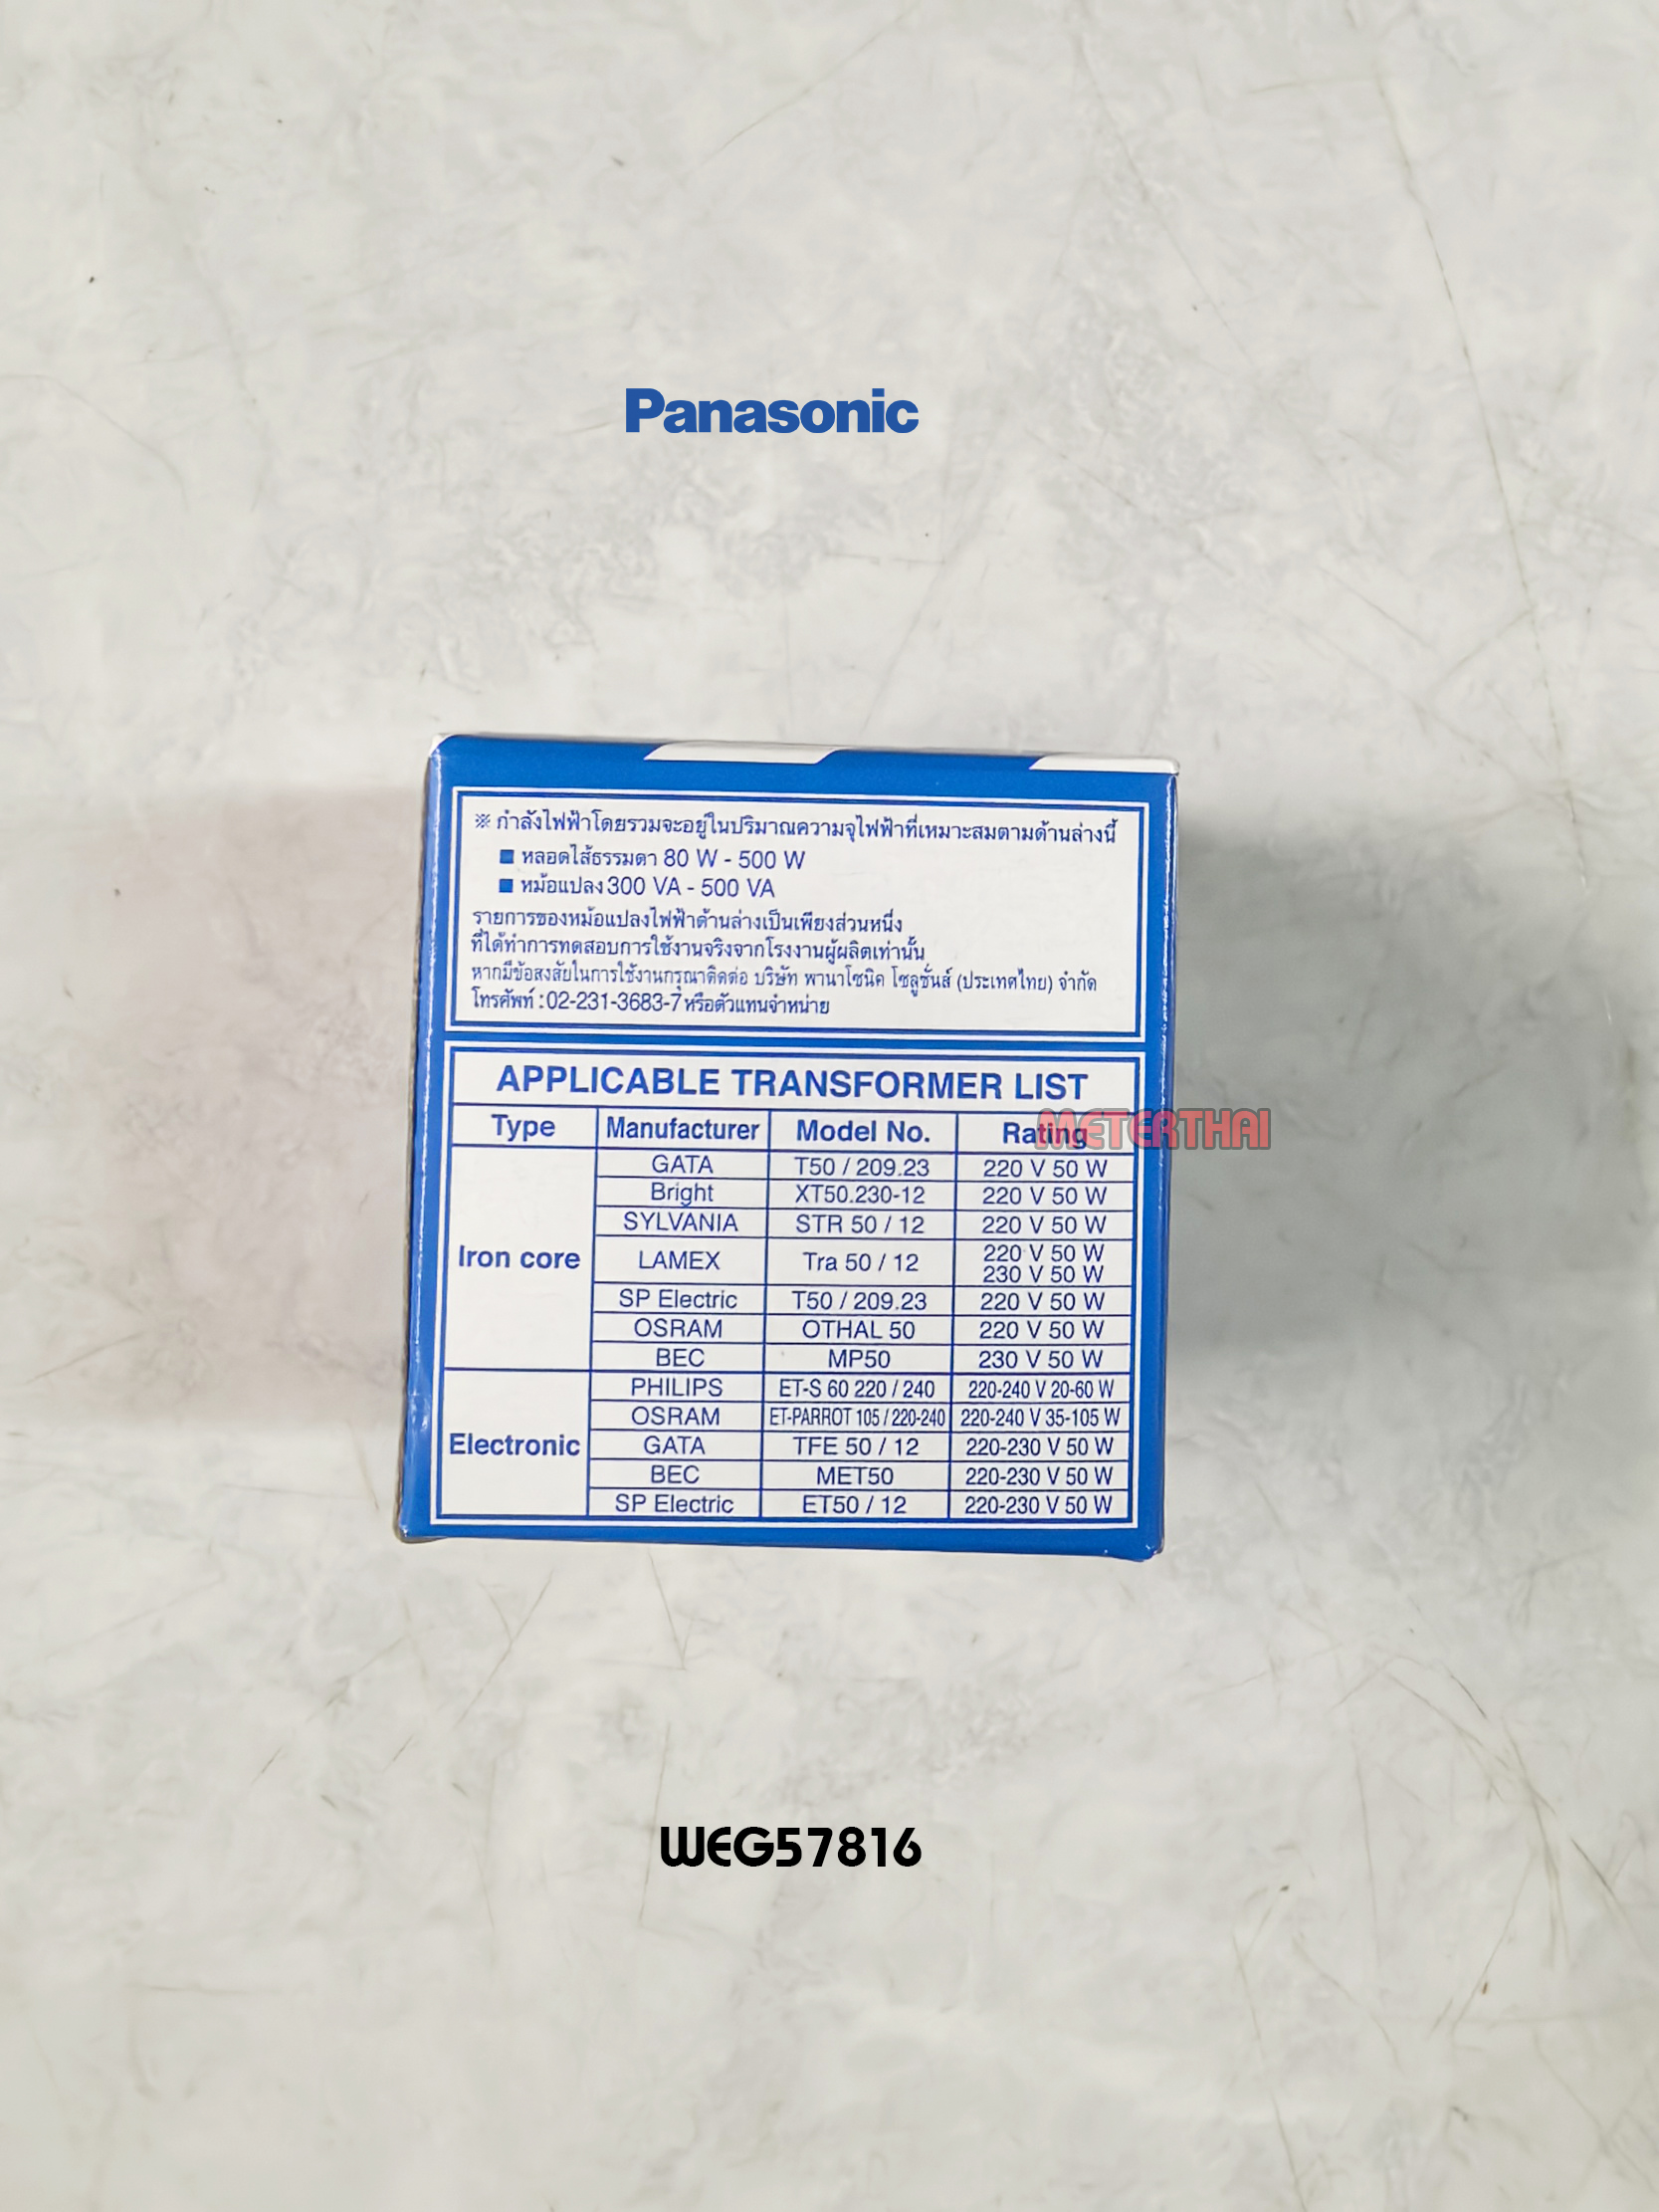 Panasonic
※ กำลังไฟฟ้าโดยรวมจะอยู่ในปริมาณความจุไฟฟ้าที่เหมาะสมตามด้านล่างนี้
■ หลอดไส้ธรรมดา 80 W - 500 W
■ หม้อแปลง 300 VA - 500 VA
รายการของหม้อแปลงไฟฟ้าด้านล่างเป็นเพียงส่วนหนึ่ง
ที่ได้ทำการทดสอบการใช้งานจริงจากโรงงานผู้ผลิตเท่านั้น
หากมีข้อสงสัยในการใช้งานกรุณาติดต่อ บริษัท พานาโซนิค โซลูชั่นส์ (ประเทศไทย) จำกัด
โทรศัพท์ : 02-231-3683-7 หรือตัวแทนจำหน่าย
APPLICABLE TRANSFORMER LIST
Type Manufacturer Model No. Rating
METERTHAI
Iron core
GATA T50 / 209.23 220 V 50 W
Bright XT50.230-12 220 V 50 W
SYLVANIA STR 50 / 12 220 V 50 W
LAMEX Tra 50 / 12 220 V 50 W
230 V 50 W
SP Electric T50 / 209.23 220 V 50 W
OSRAM OTHAL 50 220 V 50 W
BEC MP50 230 V 50 W
Electronic
PHILIPS ET-S 60 220 / 240 220-240 V 20-60 W
OSRAM ET-PARROT 105 / 220-240 220-240 V 35-105 W
GATA TFE 50 / 12 220-230 V 50 W
BEC MET50 220-230 V 50 W
SP Electric ET50 / 12 220-230 V 50 W
WEG57816